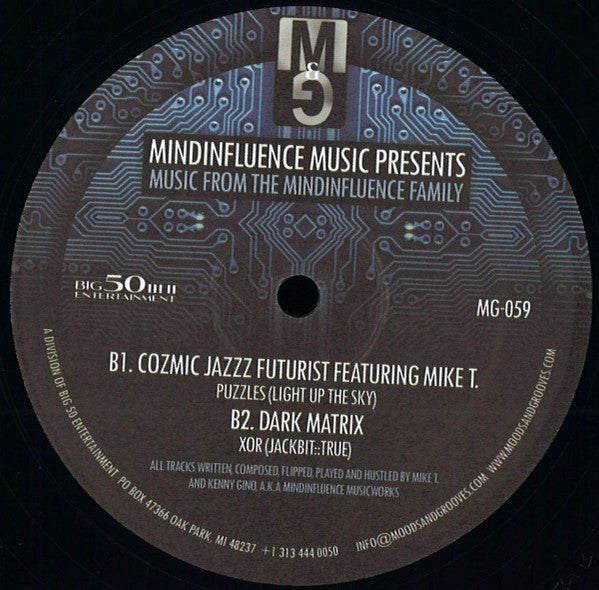 M
&
G
MINDINFLUENCE MUSIC PRESENTS
MUSIC FROM THE MINDINFLUENCE FAMILY
BIG 50
ENTERTAINMENT
MG-059
B1. COZMIC JAZZZ FUTURIST FEATURING MIKE T.
PUZZLES (LIGHT UP THE SKY)
B2. DARK MATRIX
XOR (JACKBIT::TRUE)
ALL TRACKS WRITTEN, COMPOSED, FLIPPED, PLAYED AND HUSTLED BY MIKE T.
AND KENNY GINO, A.K.A MINDINFLUENCE MUSICWORKS
A DIVISION OF BIG 50 ENTERTAINMENT PO BOX 47366 OAK PARK, MI 48237 +1 313 444 0050 INFO@MOODSANDGROOVES.COM WWW.MOODSANDGROOVES.COM